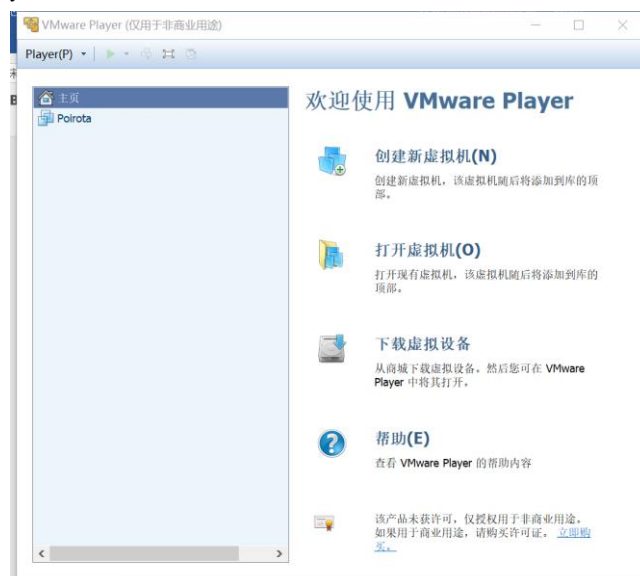 VMware Player (仅用于非商业用途)
Player(P)
主页
Poirota
欢迎使用 VMware Player
创建新虚拟机(N)
创建新虚拟机，该虚拟机随后将添加到库的顶
部。
打开虚拟机(O)
打开现有虚拟机，该虚拟机随后将添加到库的
顶部。
下载虚拟设备
从商城下载虚拟设备。然后您可在 VMware
Player 中将其打开。
帮助(E)
查看 VMware Player 的帮助内容
该产品未获许可，仅授权用于非商业用途。
如果用于商业用途，请购买许可证。 立即购
买。